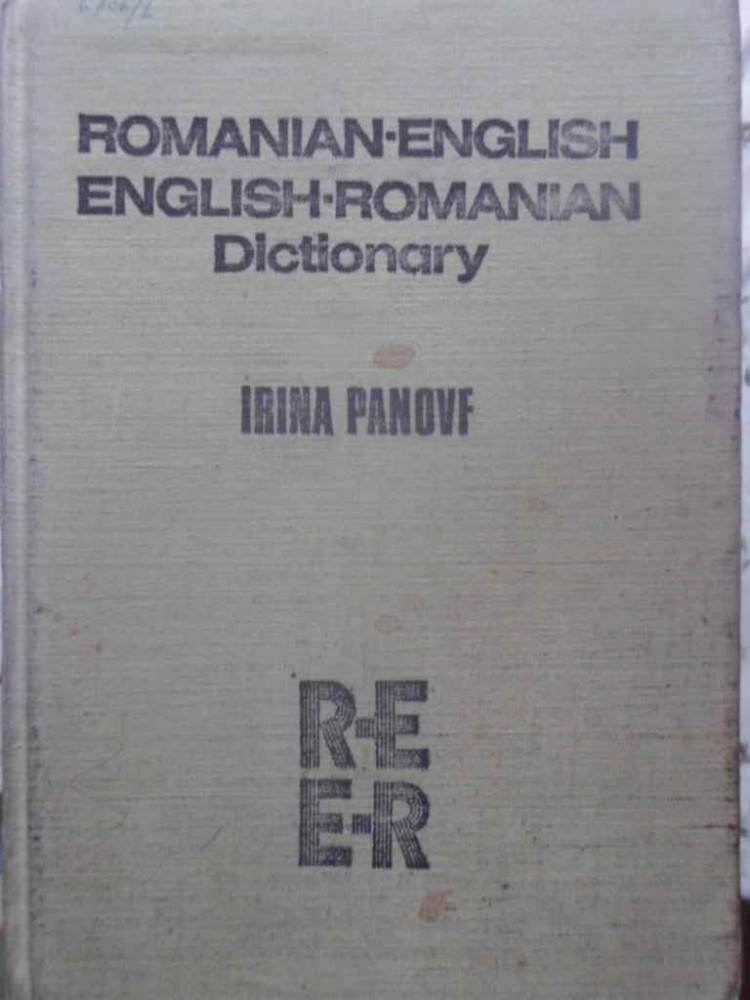 ROMANIAN-ENGLISH
ENGLISH-ROMANIAN
Dictionary
IRINA PANOVF
R-E
E-R